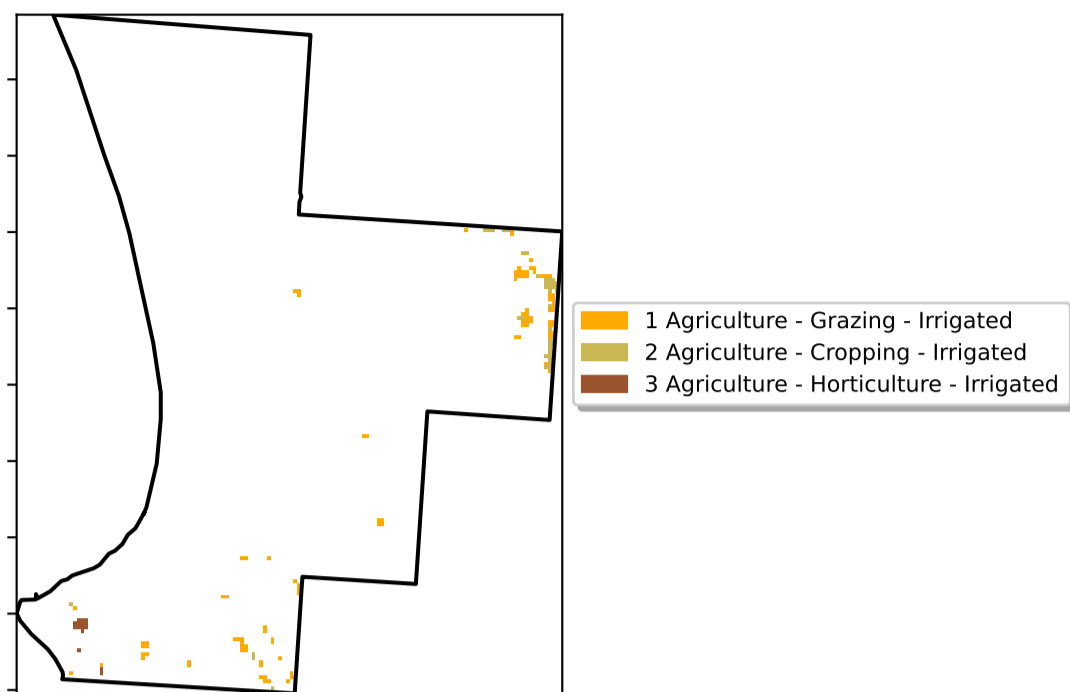 1 Agriculture - Grazing - Irrigated
2 Agriculture - Cropping - Irrigated
3 Agriculture - Horticulture - Irrigated